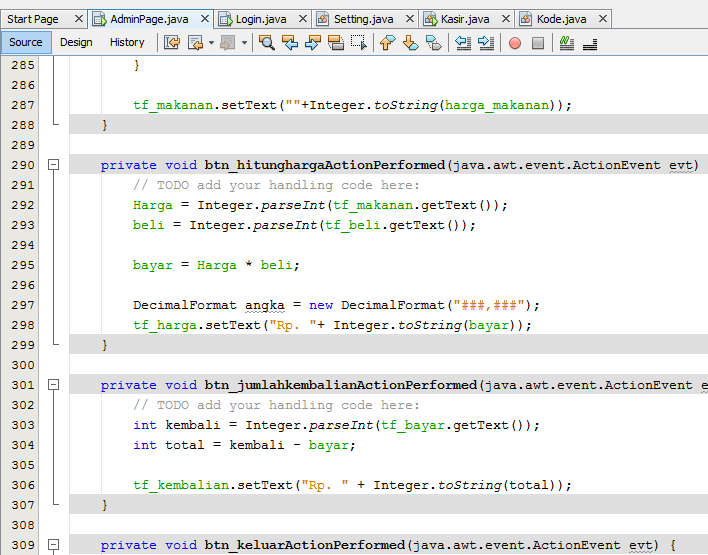 Start Page AdminPage.java Login.java Setting.java Kasir.java Kode.java
Source Design History
285 }
286
287 tf_makanan.setText(""+Integer.toString(harga_makanan));
288 }
289
290 private void btn_hitunghargaActionPerformed(java.awt.event.ActionEvent evt)
291 // TODO add your handling code here:
292 Harga = Integer.parseInt(tf_makanan.getText());
293 beli = Integer.parseInt(tf_beli.getText());
294
295 bayar = Harga * beli;
296
297 DecimalFormat angka = new DecimalFormat("###,###");
298 tf_harga.setText("Rp. "+ Integer.toString(bayar));
299 }
300
301 private void btn_jumlahkembalianActionPerformed(java.awt.event.ActionEvent e
302 // TODO add your handling code here:
303 int kembali = Integer.parseInt(tf_bayar.getText());
304 int total = kembali - bayar;
305
306 tf_kembalian.setText("Rp. " + Integer.toString(total));
307 }
308
309 private void btn_keluarActionPerformed(java.awt.event.ActionEvent evt) {